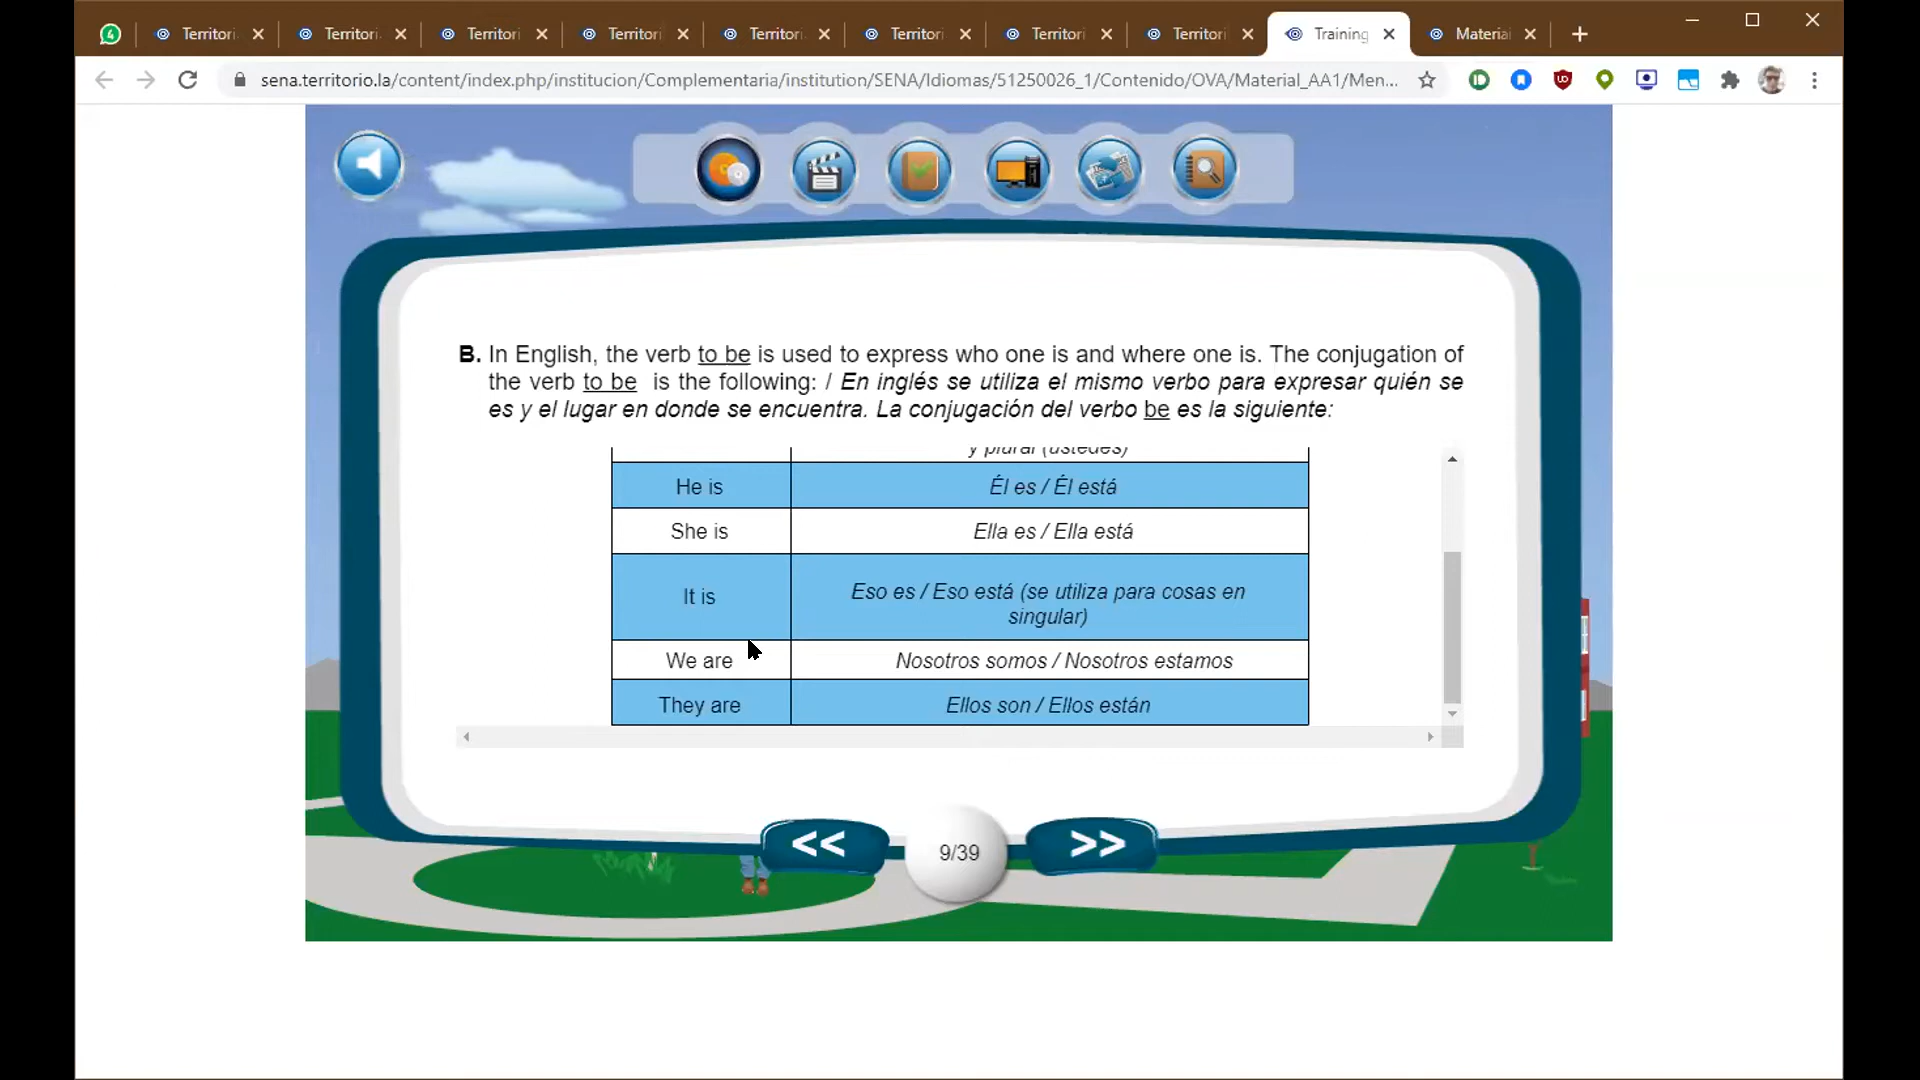 4
Territori
Territori
Territori
Territori
Territori
Territori
Territori
Territori
Training
Material
sena.territorio.la/content/index.php/institucion/Complementaria/institution/SENA/Idiomas/51250026_1/Contenido/OVA/Material_AA1/Men...
B. In English, the verb to be is used to express who one is and where one is. The conjugation of
the verb to be is the following: / En inglés se utiliza el mismo verbo para expresar quién se
es y el lugar en donde se encuentra. La conjugación del verbo be es la siguiente:
y plural (ustedes)
He is
Él es / Él está
She is
Ella es / Ella está
It is
Eso es / Eso está (se utiliza para cosas en
singular)
We are
Nosotros somos / Nosotros estamos
They are
Ellos son / Ellos están
<< 9/39 >>